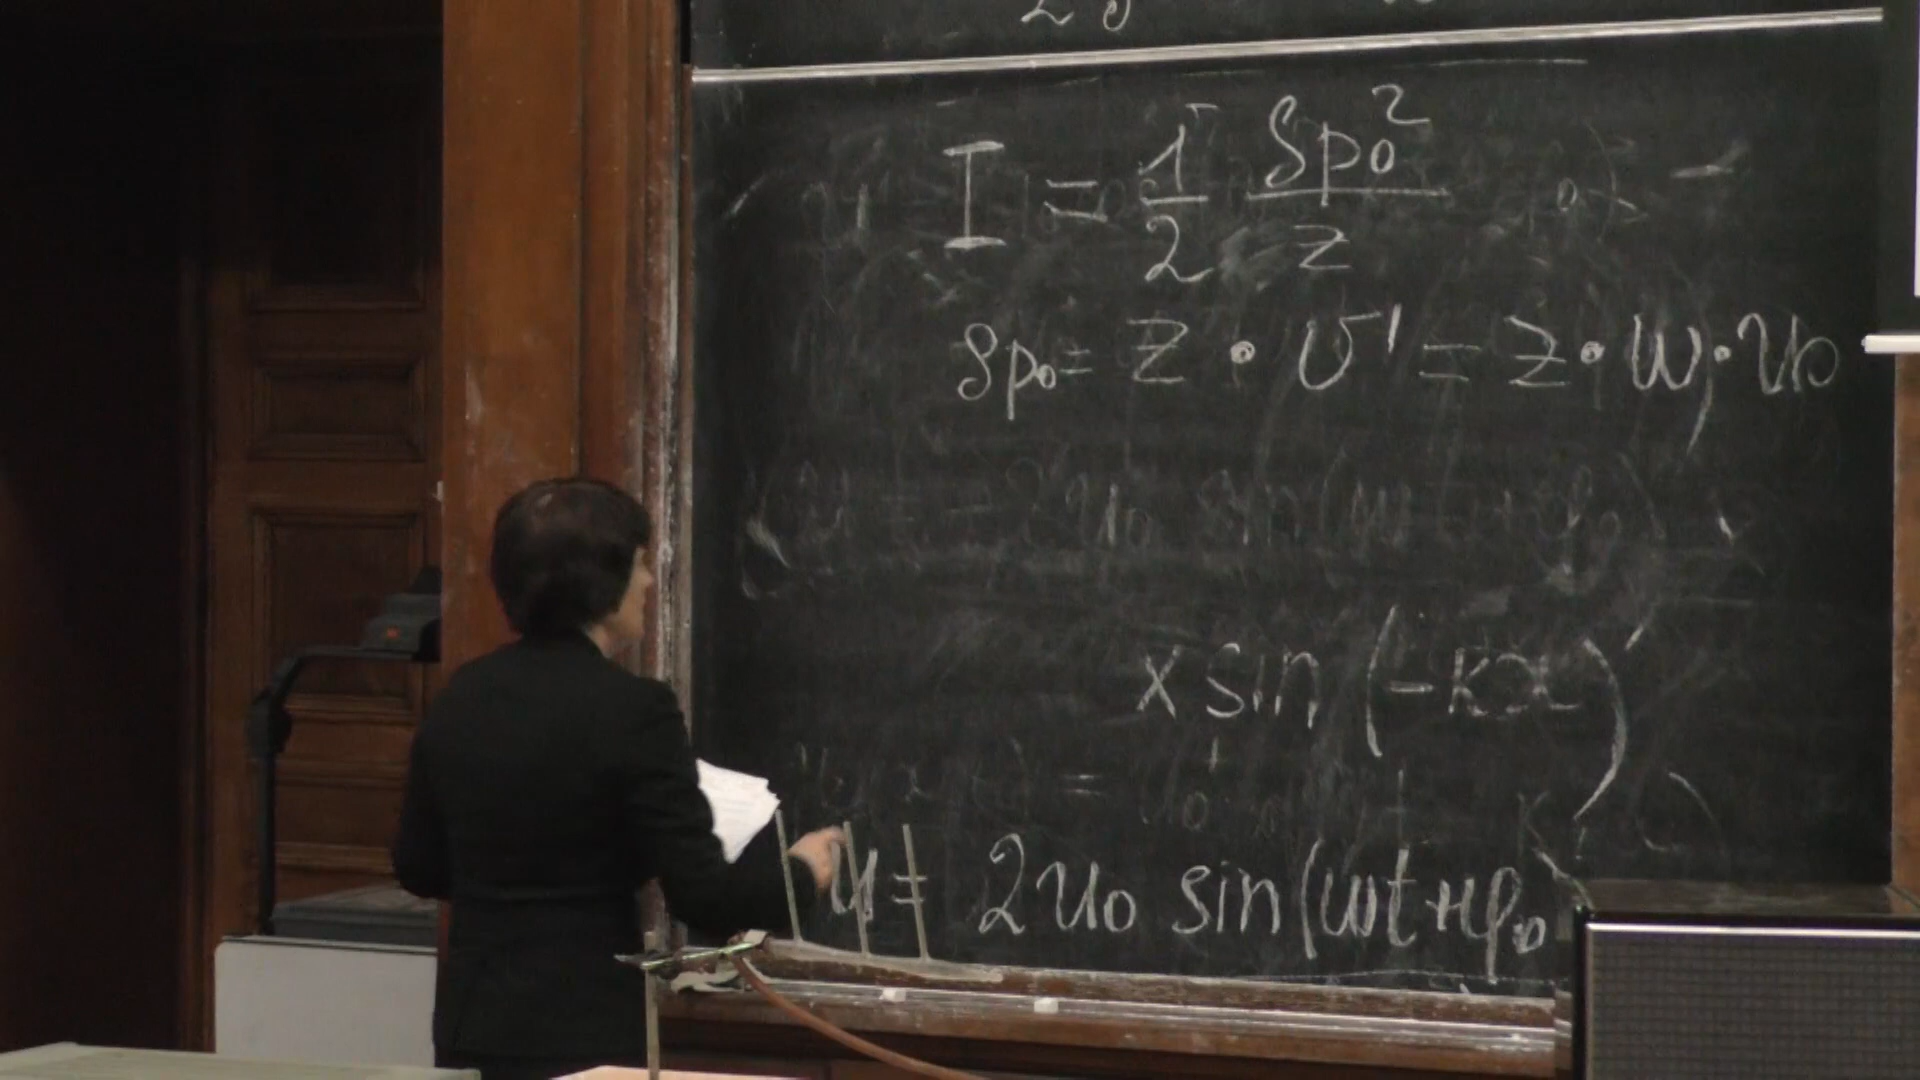 I = 1/2 δp₀²/z
δp₀ = z · v' = z · ω · u₀
x sin (-kx)
u = 2u₀ sin(ωt + φ₀